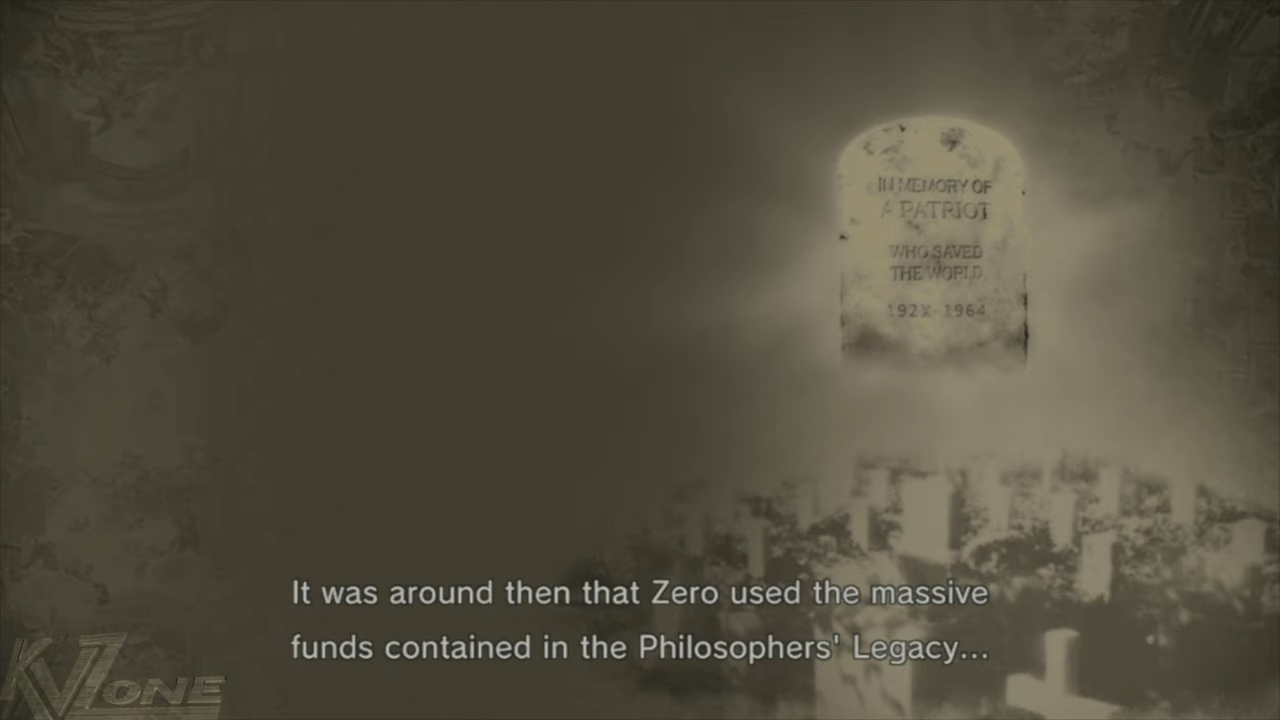 IN MEMORY OF
A PATRIOT
WHO SAVED
THE WORLD
192X-1964
It was around then that Zero used the massive
funds contained in the Philosophers' Legacy...
KV7ONE